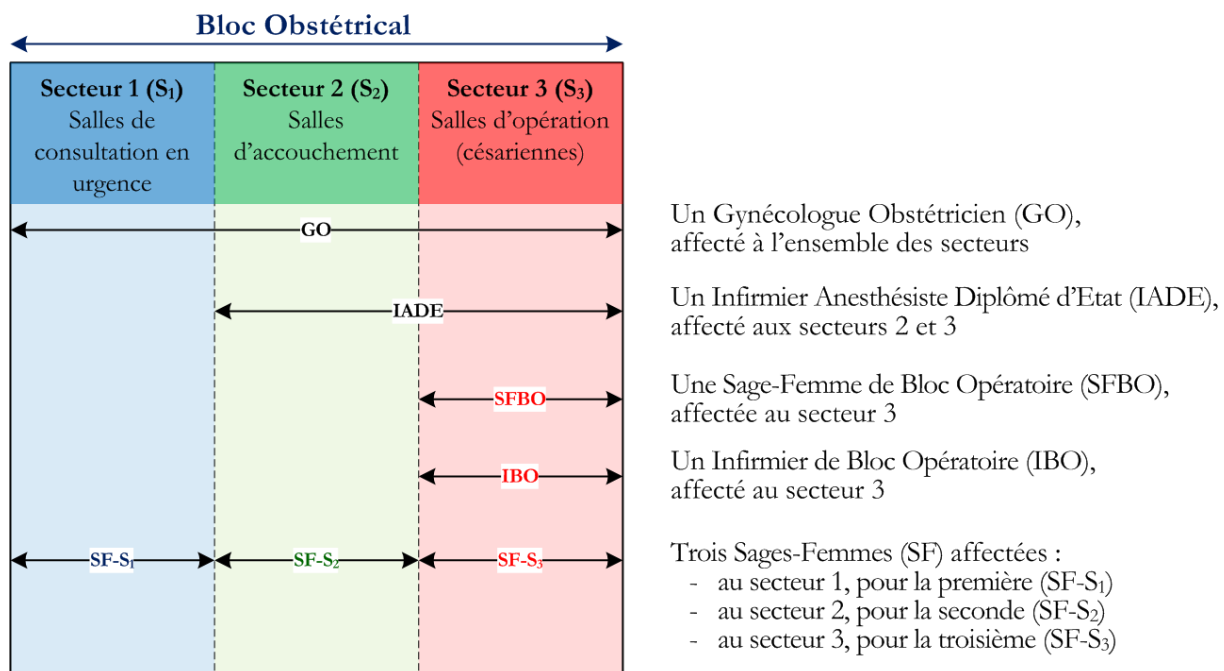 Bloc Obstétrical
Secteur 1 (S₁)
Salles de
consultation en
urgence
Secteur 2 (S₂)
Salles
d'accouchement
Secteur 3 (S₃)
Salles d'opération
(césariennes)
GO
Un Gynécologue Obstétricien (GO),
affecté à l'ensemble des secteurs
IADE
Un Infirmier Anesthésiste Diplômé d'Etat (IADE),
affecté aux secteurs 2 et 3
SFBO
Une Sage-Femme de Bloc Opératoire (SFBO),
affectée au secteur 3
IBO
Un Infirmier de Bloc Opératoire (IBO),
affecté au secteur 3
SF-S₁
SF-S₂
SF-S₃
Trois Sages-Femmes (SF) affectées :
- au secteur 1, pour la première (SF-S₁)
- au secteur 2, pour la seconde (SF-S₂)
- au secteur 3, pour la troisième (SF-S₃)